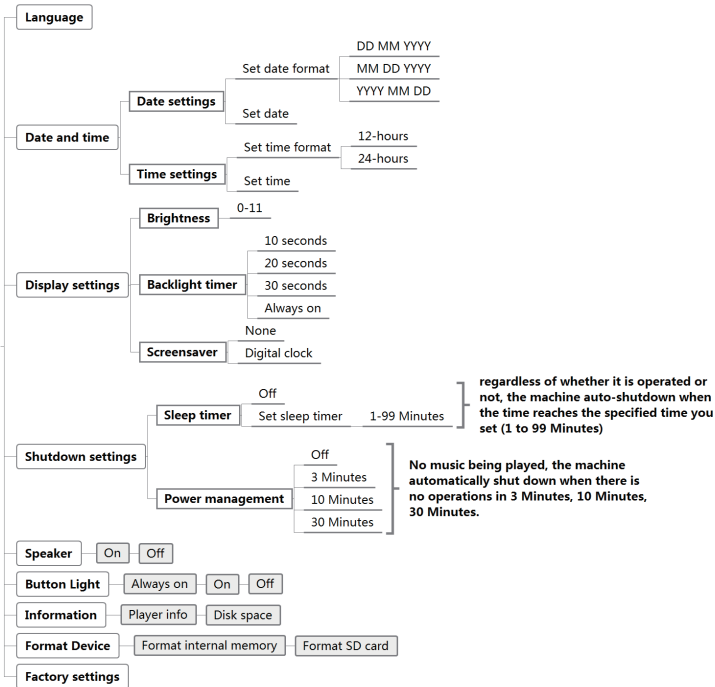 Language
Date and time
Date settings
Set date format
DD MM YYYY
MM DD YYYY
YYYY MM DD
Set date
Time settings
Set time format
12-hours
24-hours
Set time
Display settings
Brightness
0-11
Backlight timer
10 seconds
20 seconds
30 seconds
Always on
Screensaver
None
Digital clock
Shutdown settings
Sleep timer
Off
Set sleep timer
1-99 Minutes
regardless of whether it is operated or
not, the machine auto-shutdown when
the time reaches the specified time you
set (1 to 99 Minutes)
Power management
Off
3 Minutes
10 Minutes
30 Minutes
No music being played, the machine
automatically shut down when there is
no operations in 3 Minutes, 10 Minutes,
30 Minutes.
Speaker On Off
Button Light Always on On Off
Information Player info Disk space
Format Device Format internal memory Format SD card
Factory settings